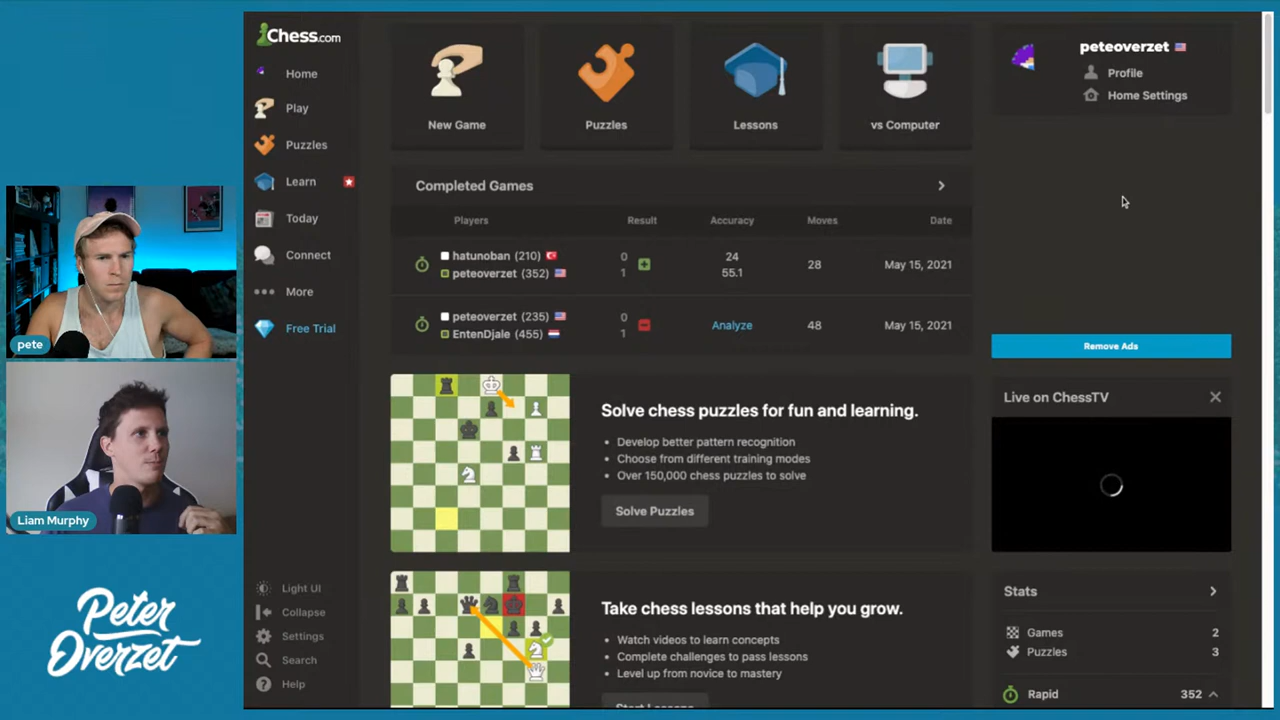 Chess.com
Home
Play
Puzzles
Learn
Today
Connect
More
Free Trial
Light UI
Collapse
Settings
Search
Help
New Game
Puzzles
Lessons
vs Computer
peteoverzet
Profile
Home Settings
Completed Games
Players Result Accuracy Moves Date
hatunoban (210) 0 24 28 May 15, 2021
peteoverzet (352) 1 55.1
peteoverzet (235) 0 Analyze 48 May 15, 2021
EntenDjale (455) 1
Solve chess puzzles for fun and learning.
Develop better pattern recognition
Choose from different training modes
Over 150,000 chess puzzles to solve
Solve Puzzles
Take chess lessons that help you grow.
Watch videos to learn concepts
Complete challenges to pass lessons
Level up from novice to mastery
Start Lessons
Remove Ads
Live on ChessTV
Stats
Games 2
Puzzles 3
Rapid 352
pete
Liam Murphy
Peter
Overzet